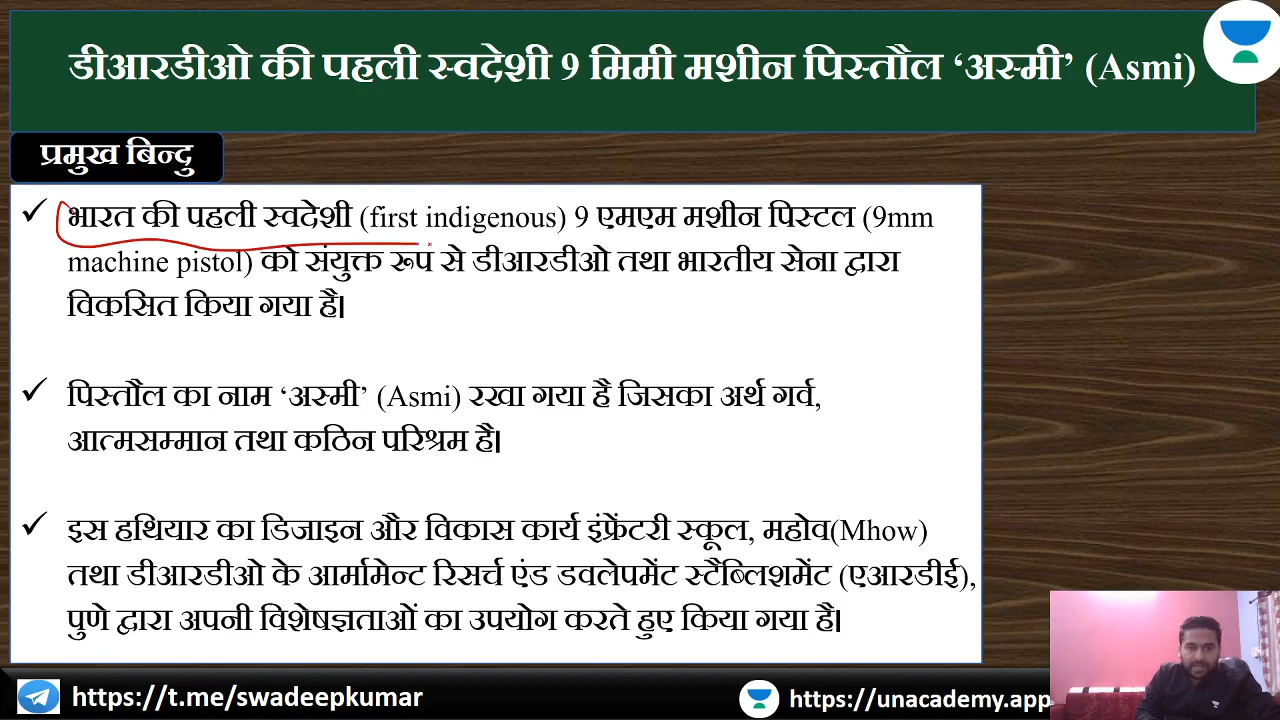 डीआरडीओ की पहली स्वदेशी 9 मिमी मशीन पिस्तौल ‘अस्मी’ (Asmi)
प्रमुख बिन्दु
✓ भारत की पहली स्वदेशी (first indigenous) 9 एमएम मशीन पिस्टल (9mm
machine pistol) को संयुक्त रूप से डीआरडीओ तथा भारतीय सेना द्वारा
विकसित किया गया है।
✓ पिस्तौल का नाम ‘अस्मी’ (Asmi) रखा गया है जिसका अर्थ गर्व,
आत्मसम्मान तथा कठिन परिश्रम है।
✓ इस हथियार का डिजाइन और विकास कार्य इंफ्रेंटरी स्कूल, महोव(Mhow)
तथा डीआरडीओ के आर्मामेन्ट रिसर्च एंड डवलेपमेंट स्टैब्लिशमेंट (एआरडीई),
पुणे द्वारा अपनी विशेषज्ञताओं का उपयोग करते हुए किया गया है।
https://t.me/swadeepkumar
https://unacademy.app